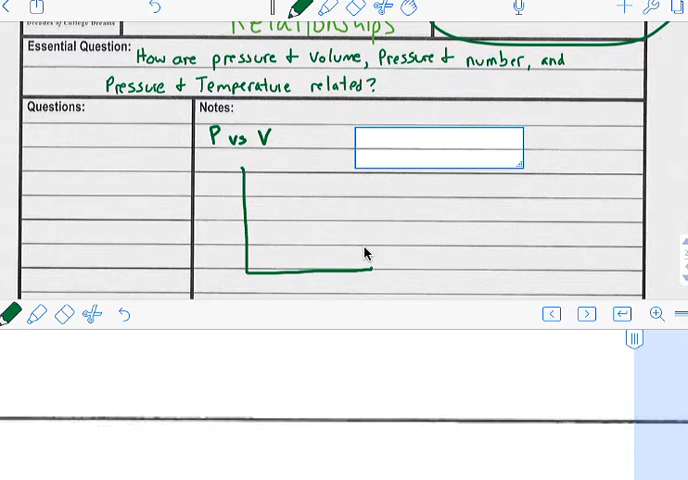 Decades of College Dreams
Relationships
Essential Question: How are pressure & volume, Pressure & number, and
Pressure & Temperature related?
Questions:
Notes:
P vs V